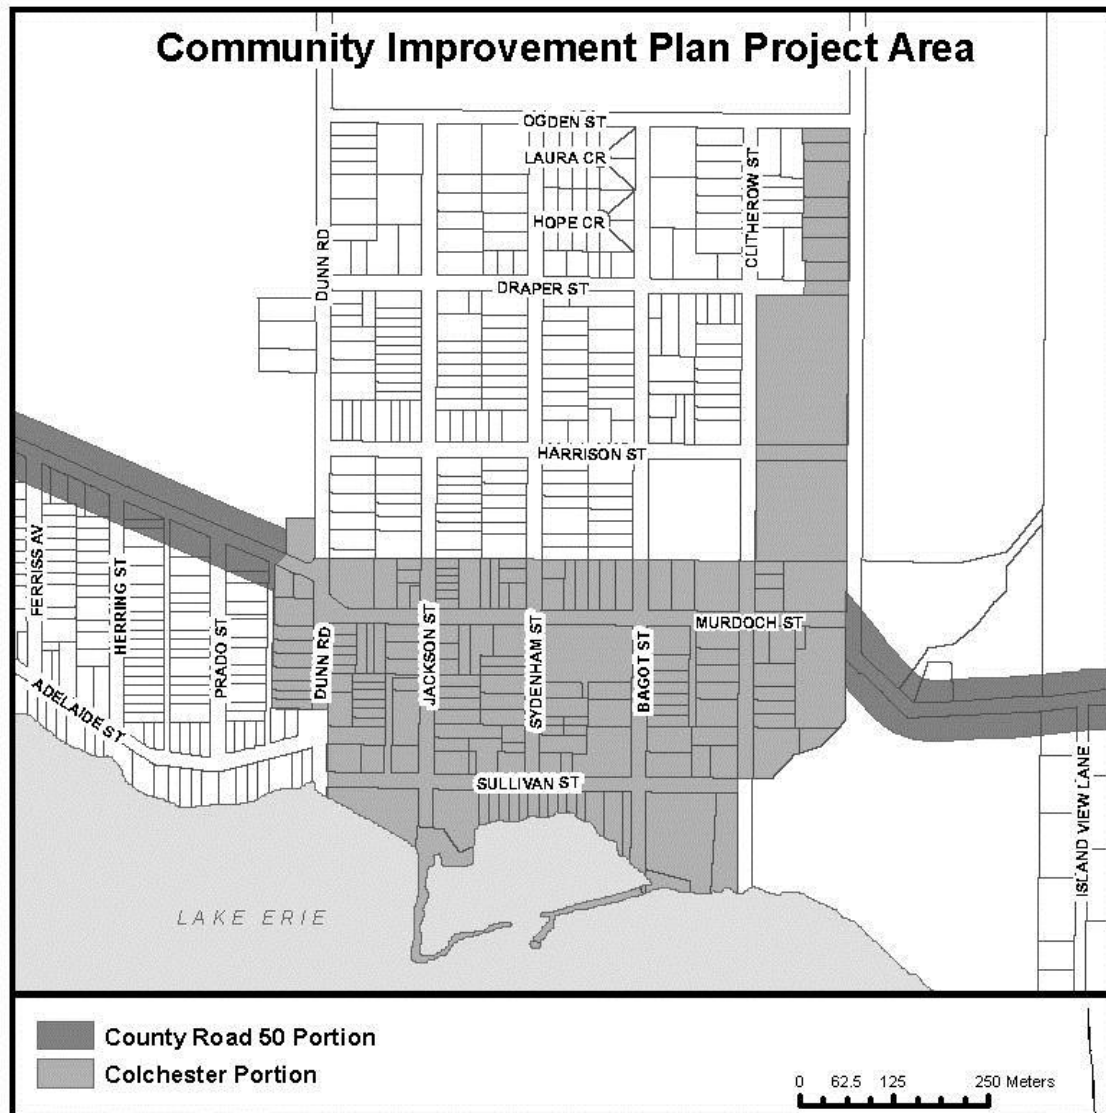 Community Improvement Plan Project Area
OGDEN ST
LAURA CR
CLITHEROW ST
HOPE CR
DUNN RD
DRAPER ST
HARRISON ST
FERRISS AV
HERRING ST
PRADO ST
DUNN RD
JACKSON ST
SYDENHAM ST
BAGOT ST
MURDOCH ST
ADELAIDE ST
SULLIVAN ST
ISLAND VIEW LANE
LAKE ERIE
County Road 50 Portion
Colchester Portion
0 62.5 125 250 Meters